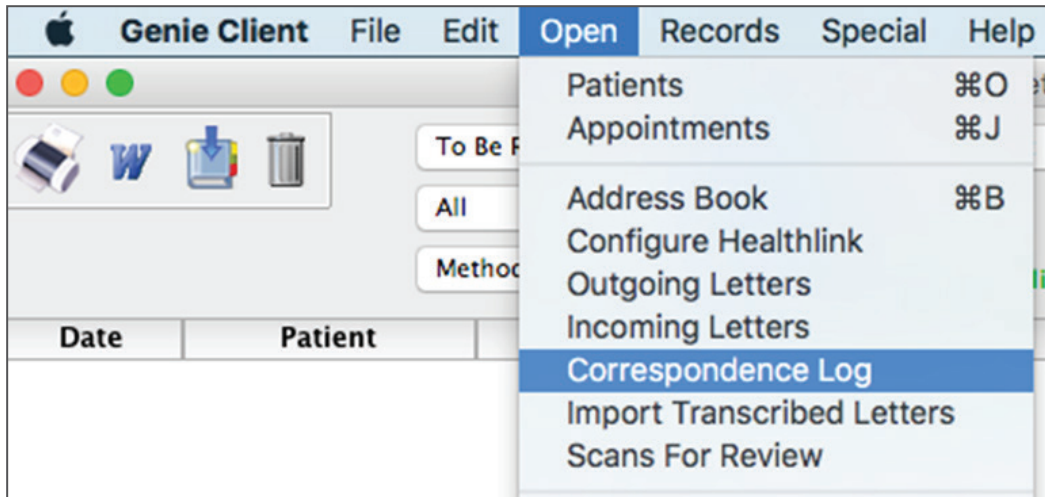 Genie Client File Edit Open Records Special Help
Patients ⌘O
Appointments ⌘J
To Be
All
Address Book ⌘B
Configure Healthlink
Outgoing Letters
Incoming Letters
Correspondence Log
Import Transcribed Letters
Scans For Review
Date Patient